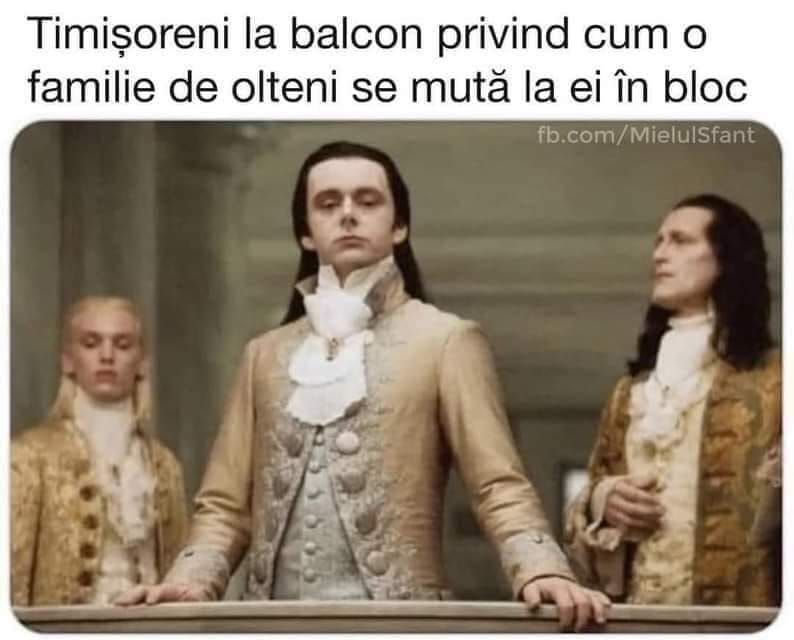 Timișoreni la balcon privind cum o
familie de olteni se mută la ei în bloc
fb.com/MielulSfant